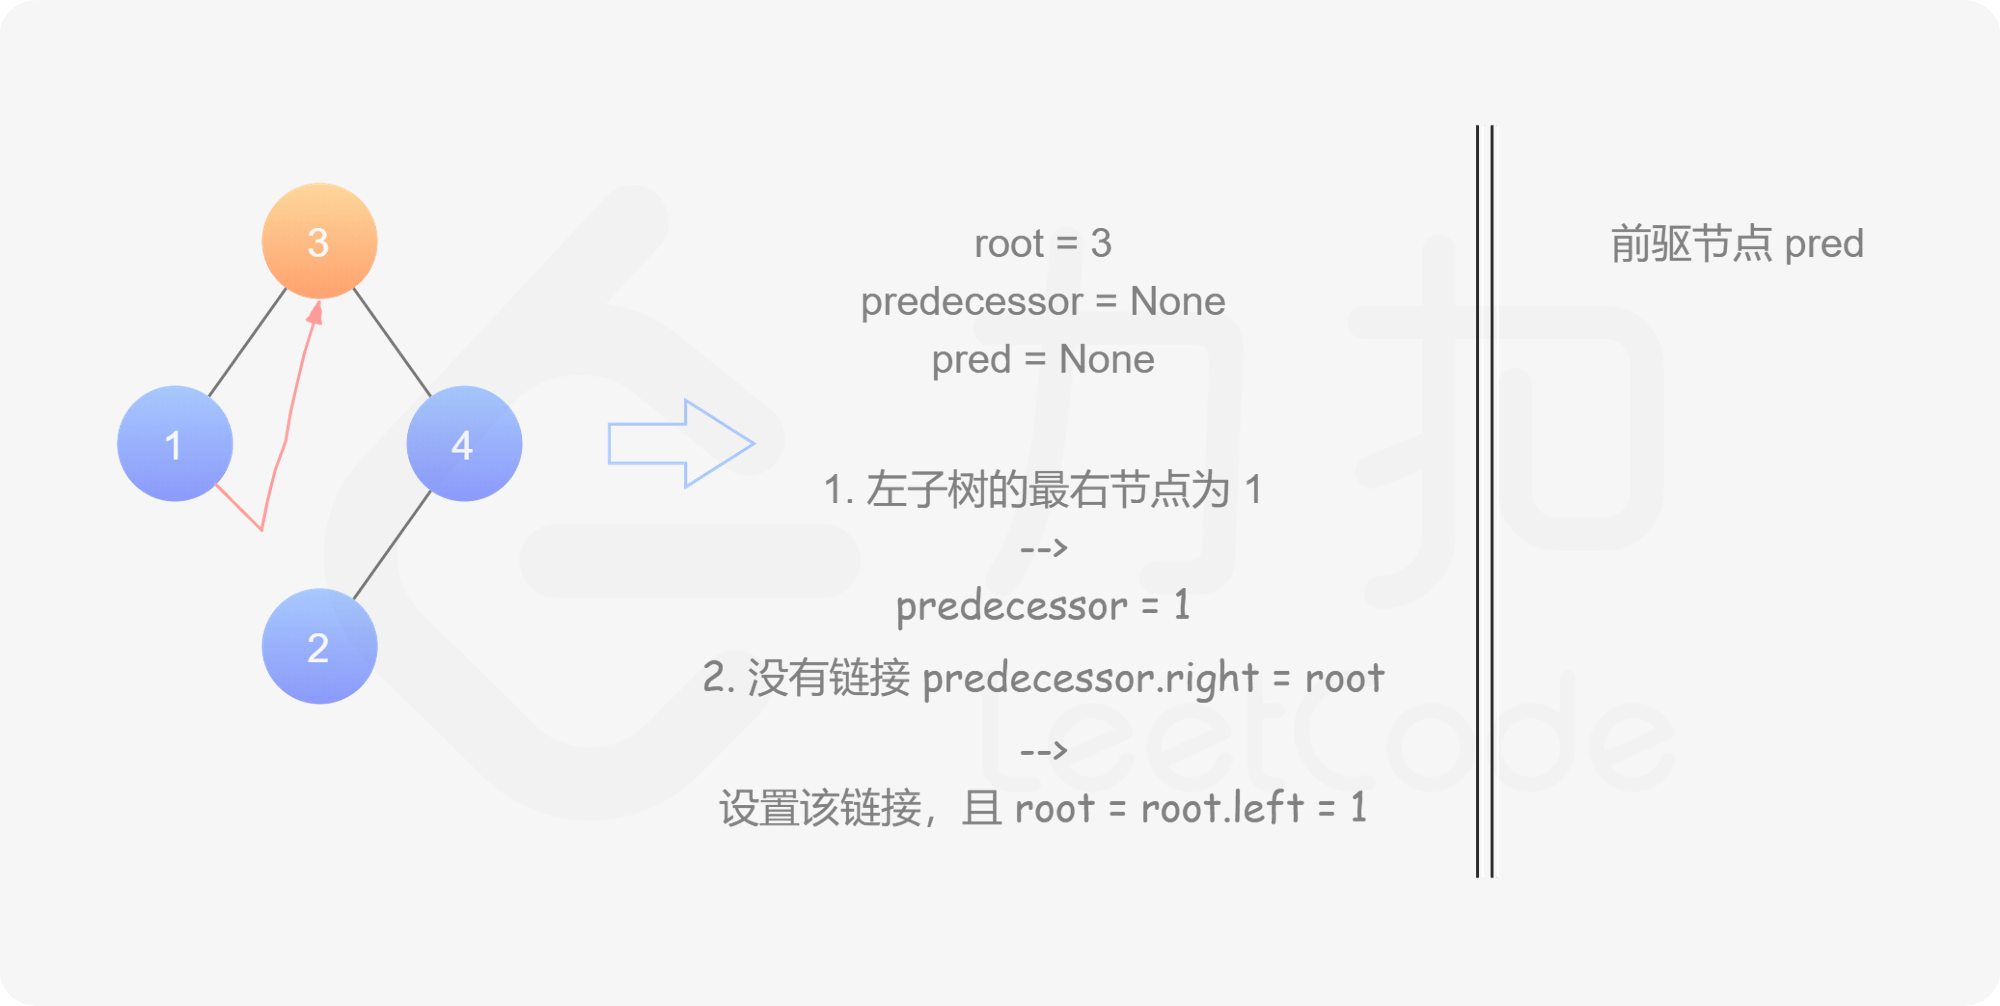 3
1
4
2
root = 3
predecessor = None
pred = None
1. 左子树的最右节点为 1
-->
predecessor = 1
2. 没有链接 predecessor.right = root
-->
设置该链接，且 root = root.left = 1
前驱节点 pred
力扣
LeetCode